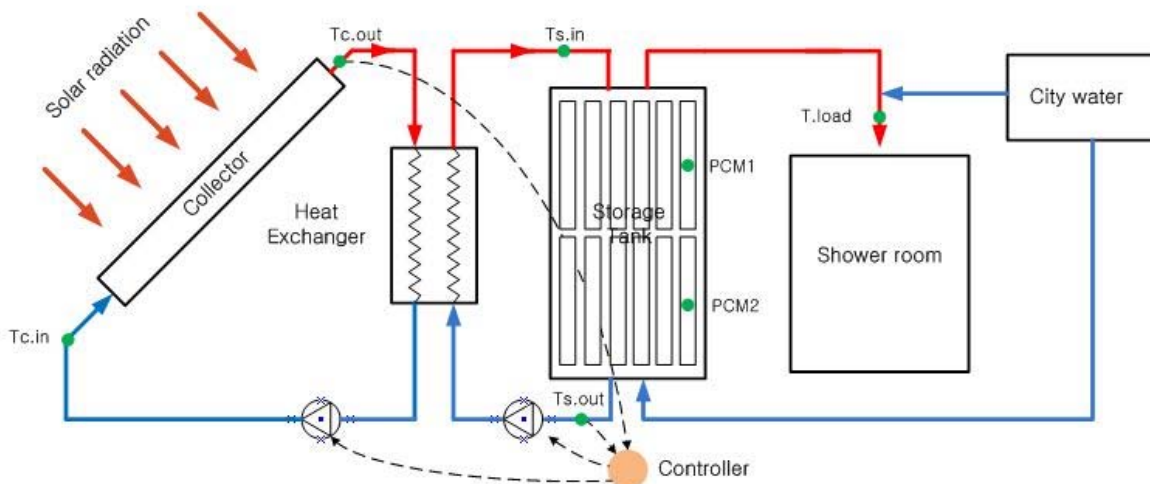 Solar radiation
Tc.out
Ts.in
City water
T.load
PCM1
Collector
Heat
Exchanger
Storage
Tank
Shower room
PCM2
Tc.in
Ts.out
Controller